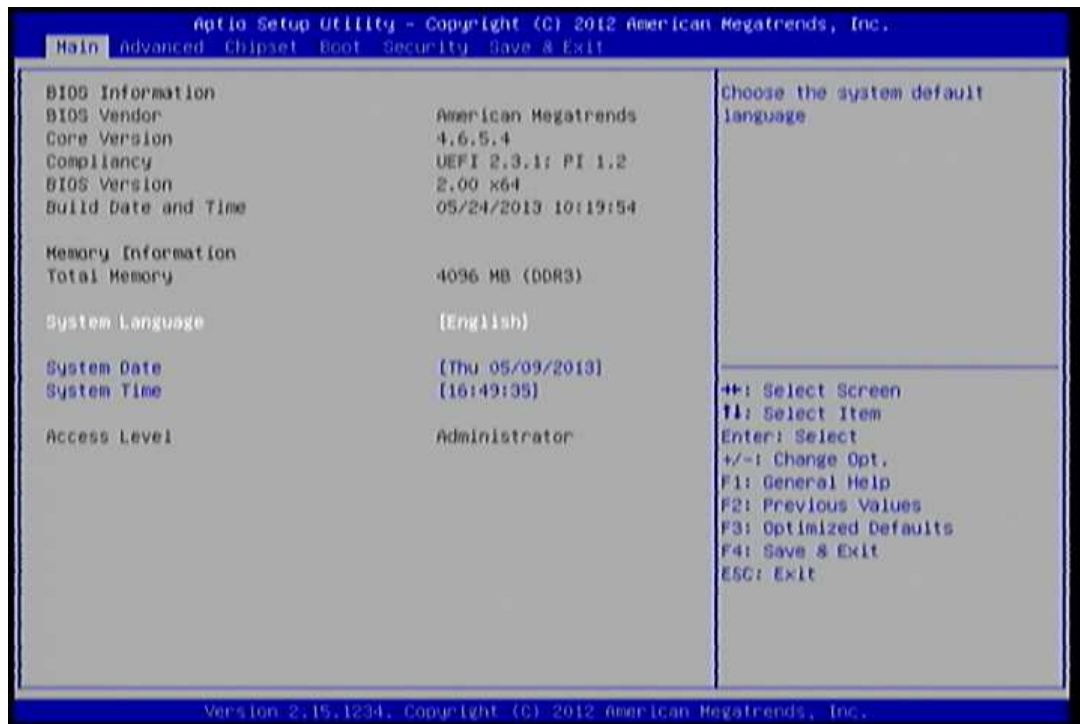 Aptio Setup Utility - Copyright (C) 2012 American Megatrends, Inc.
Main Advanced Chipset Boot Security Save & Exit
BIOS Information
BIOS Vendor American Megatrends
Core Version 4.6.5.4
Compliancy UEFI 2.3.1; PI 1.2
BIOS Version 2.00 x64
Build Date and Time 05/24/2013 10:19:54
Memory Information
Total Memory 4096 MB (DDR3)
System Language [English]
System Date [Thu 05/09/2013]
System Time [16:49:35]
Access Level Administrator
Choose the system default
language
→←: Select Screen
↑↓: Select Item
Enter: Select
+/-: Change Opt.
F1: General Help
F2: Previous Values
F3: Optimized Defaults
F4: Save & Exit
ESC: Exit
Version 2.15.1234. Copyright (C) 2012 American Megatrends, Inc.